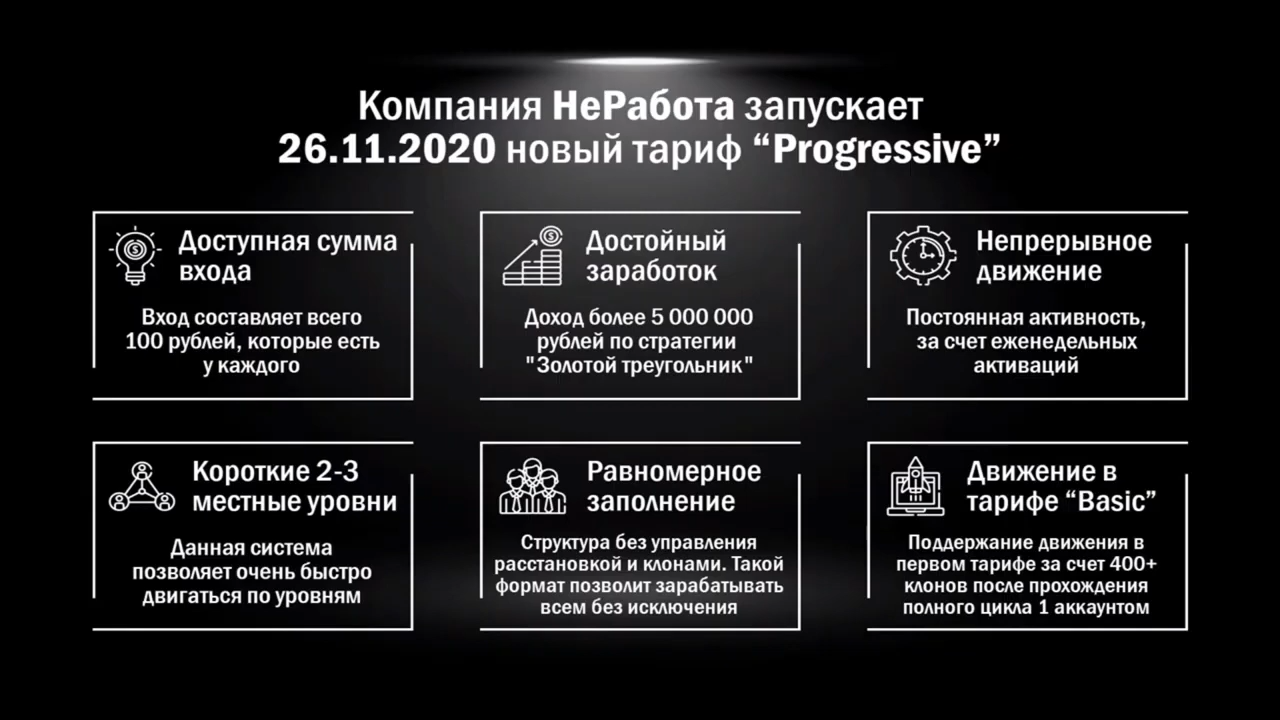 Компания НеРабота запускает
26.11.2020 новый тариф “Progressive”
Доступная сумма
входа
Вход составляет всего
100 рублей, которые есть
у каждого
Достойный
заработок
Доход более 5 000 000
рублей по стратегии
"Золотой треугольник"
Непрерывное
движение
Постоянная активность,
за счет еженедельных
активаций
Короткие 2-3
местные уровни
Данная система
позволяет очень быстро
двигаться по уровням
Равномерное
заполнение
Структура без управления
расстановкой и клонами. Такой
формат позволит зарабатывать
всем без исключения
Движение в
тарифе “Basic”
Поддержание движения в
первом тарифе за счет 400+
клонов после прохождения
полного цикла 1 аккаунтом